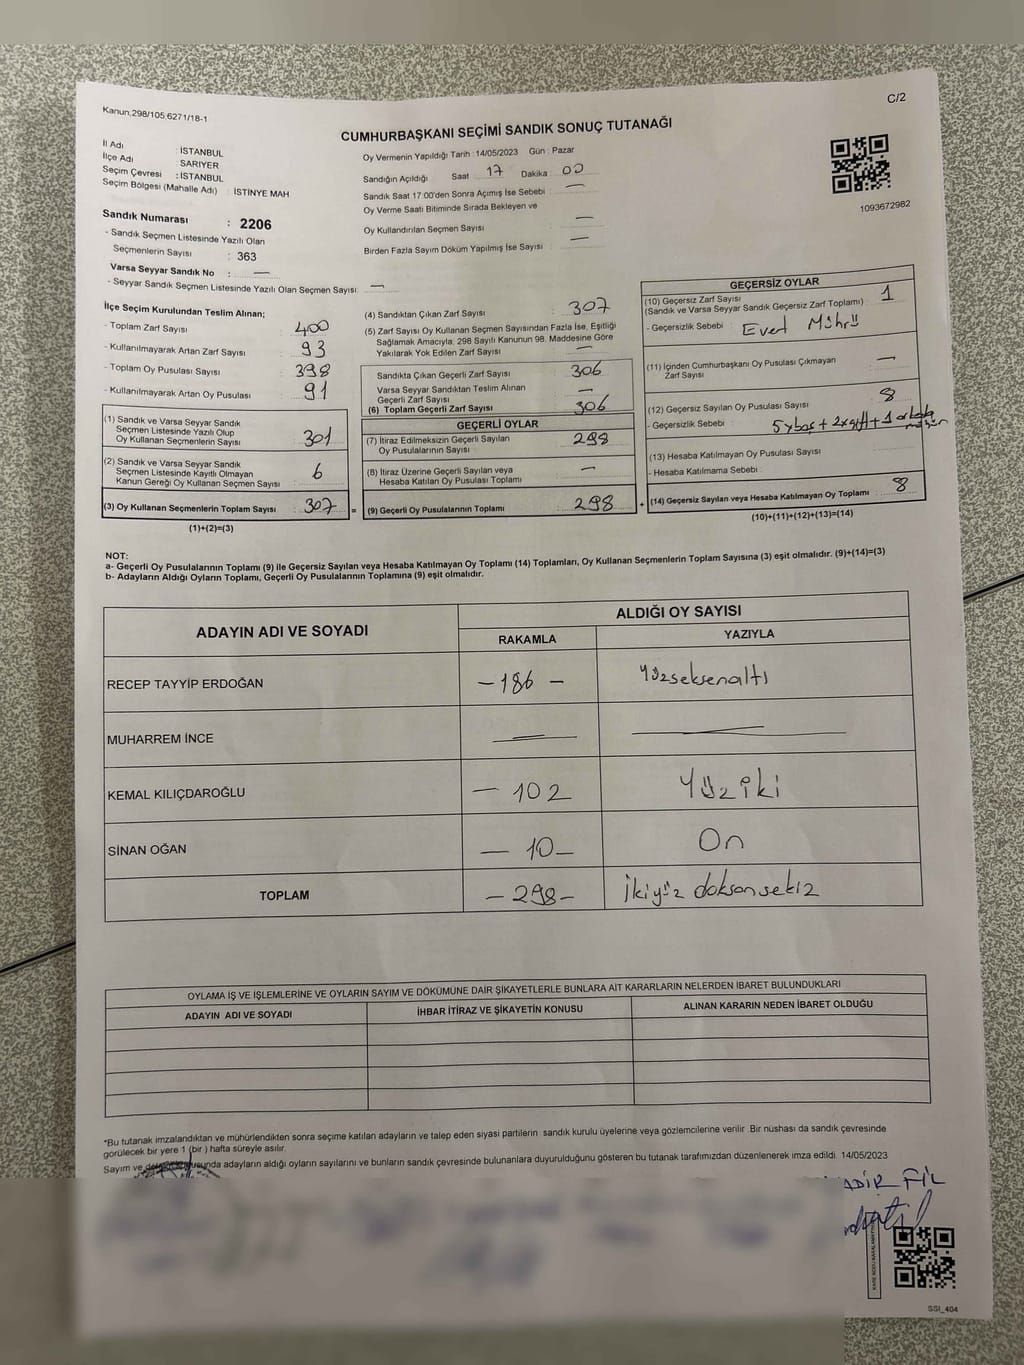 Kanun,298/105,6271/18-1
C/2
CUMHURBAŞKANI SEÇİMİ SANDIK SONUÇ TUTANAĞI
İl Adı : İSTANBUL
İlçe Adı : SARIYER
Seçim Çevresi : İSTANBUL
Seçim Bölgesi (Mahalle Adı) : İSTİNYE MAH
Sandık Numarası : 2206
- Sandık Seçmen Listesinde Yazılı Olan
Seçmenlerin Sayısı : 363
Varsa Seyyar Sandık No : —
- Seyyar Sandık Seçmen Listesinde Yazılı Olan Seçmen Sayısı: —
Oy Vermenin Yapıldığı Tarih : 14/05/2023 Gün : Pazar
Sandığın Açıldığı Saat 17 Dakika 00
Sandık Saat 17:00'den Sonra Açımış İse Sebebi : —
Oy Verme Saati Bitiminde Sırada Bekleyen ve
Oy Kullandırılan Seçmen Sayısı —
Birden Fazla Sayım Döküm Yapılmış İse Sayısı —
1093672982
İlçe Seçim Kurulundan Teslim Alınan;
- Toplam Zarf Sayısı 400
- Kullanılmayarak Artan Zarf Sayısı 93
- Toplam Oy Pusulası Sayısı 398
- Kullanılmayarak Artan Oy Pusulası 91
(1) Sandık ve Varsa Seyyar Sandık
Seçmen Listesinde Yazılı Olup
Oy Kullanan Seçmenlerin Sayısı 301
(2) Sandık ve Varsa Seyyar Sandık
Seçmen Listesinde Kayıtlı Olmayan
Kanun Gereği Oy Kullanan Seçmen Sayısı 6
(3) Oy Kullanan Seçmenlerin Toplam Sayısı 307 =
(1)+(2)=(3)
(4) Sandıktan Çıkan Zarf Sayısı 307
(5) Zarf Sayısı Oy Kullanan Seçmen Sayısından Fazla İse, Eşitliği
Sağlamak Amacıyla, 298 Sayılı Kanunun 98. Maddesine Göre
Yakılarak Yok Edilen Zarf Sayısı —
Sandıkta Çıkan Geçerli Zarf Sayısı 306
Varsa Seyyar Sandıktan Teslim Alınan
Geçerli Zarf Sayısı —
(6) Toplam Geçerli Zarf Sayısı 306
GEÇERLİ OYLAR
(7) İtiraz Edilmeksizin Geçerli Sayılan
Oy Pusulalarının Sayısı 298
(8) İtiraz Üzerine Geçerli Sayılan veya
Hesaba Katılan Oy Pusulası Toplamı —
(9) Geçerli Oy Pusulalarının Toplamı 298 +
GEÇERSİZ OYLAR
(10) Geçersiz Zarf Sayısı 1
(Sandık ve Varsa Seyyar Sandık Geçersiz Zarf Toplamı)
- Geçersizlik Sebebi : Evet Mührü
(11) İçinden Cumhurbaşkanı Oy Pusulası Çıkmayan
Zarf Sayısı —
(12) Geçersiz Sayılan Oy Pusulası Sayısı 8
- Geçersizlik Sebebi 5xboş + 2xçift + 1 arkada mühür
(13) Hesaba Katılmayan Oy Pusulası Sayısı
- Hesaba Katılmama Sebebi
(14) Geçersiz Sayılan veya Hesaba Katılmayan Oy Toplamı 8
(10)+(11)+(12)+(13)=(14)
NOT:
a- Geçerli Oy Pusulasının Toplamı (9) ile Geçersiz Sayılan veya Hesaba Katılmayan Oy Toplamı (14) Toplamları, Oy Kullanan Seçmenlerin Toplam Sayısına (3) eşit olmalıdır. (9)+(14)=(3)
b- Adayların Aldığı Oyların Toplamı, Geçerli Oy Pusulalarının Toplamına (9) eşit olmalıdır.
ADAYIN ADI VE SOYADI
ALDIĞI OY SAYISI
RAKAMLA YAZIYLA
RECEP TAYYİP ERDOĞAN — 186 — Yüzseksenaltı
MUHARREM İNCE — —
KEMAL KILIÇDAROĞLU — 102 Yüziki
SİNAN OĞAN — 10 — On
TOPLAM — 298 — İkiyüz doksansekiz
OYLAMA İŞ VE İŞLEMLERİNE VE OYLARIN SAYIM VE DÖKÜMÜNE DAİR ŞİKAYETLERLE BUNLARA AİT KARARLARIN NELERDEN İBARET BULUNDUKLARI
ADAYIN ADI VE SOYADI İHBAR İTİRAZ VE ŞİKAYETİN KONUSU ALINAN KARARIN NEDEN İBARET OLDUĞU
*Bu tutanak imzalandıktan ve mühürlendikten sonra seçime katılan adayların ve talep eden siyasi partilerin sandık kurulu üyelerine veya gözlemcilerine verilir. Bir nüshası da sandık çevresinde
görülecek bir yere 1 (bir ) hafta süreyle asılır.
Sayım ve adayların aldığı oyların sayılarını ve bunların sandık çevresinde bulunanlara duyurulduğunu gösteren bu tutanak tarafımızdan düzenlenerek imza edildi. 14/05/2023
FİL
SSI_404